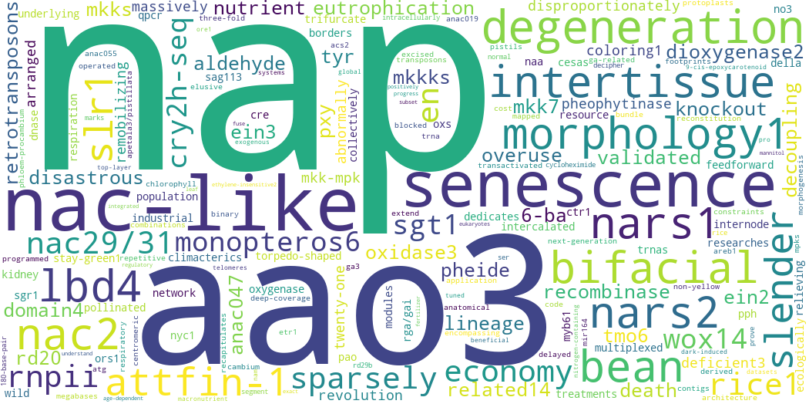 nap
aao3
senescence
nac-like
degeneration
intertissue
morphology1
bifacial
slender
bean
nars1
nars2
nac2
lbd4
nac29/31
monopteros6
sgt1
rnpii
attfin-1
sparsely
economy
rice1
slr1
cry2h-seq
retrotransposons
mkks
massively
nutrient
eutrophication
disproportionately
underlying
qpcr
three-fold
trifurcate
intracellularly
anac019
protoplasts
no3
arranged
anac055
operated
ore1
borders
acs2
transposons
pistils
normal
coloring1
dioxygenase2
aldehyde
tyr
mkkks
en
naa
cesas
decipher
ga-related
footprints
9-cis-epoxycarotenoid
della
sag113
elusive
systems
global
excised
positively
progress
subset
mkk7
pheophytinase
knockout
decoupling
remobilizing
apetala3/pistillata
respiration
dnase
marks
top-layer
phloem-procambium
ein3
cre
fuse
exogenous
pxy
abnormally
collectively
blocked
oxs
trna
cost
mapped
resource
bundle
reconstitution
pro
mannitol
overuse
validated
transactivated
cycloheximide
feedforward
disastrous
mkk-mpk
chlorophyll
population
industrial
binary
combinations
integrated
extend
eukaryotes
dedicates
6-ba
ctr1
intercalated
internode
constraints
rice
morphogenesis
researches
areb1
mpks
next-generation
trnas
relieving
programmed
stay-green1
repetitive
regulatory
climacterics
torpedo-shaped
oxidase3
ser
application
tuned
kidney
sgr1
network
pheide
recombinase
non-yellow
ein2
code
pph
domain4
pollinated
telomeres
oxygenase
deep-coverage
ga3
modules
rga/gai
fertilizer
lineage
anatomical
myb61
mir164
nitrogen-containing
tmo6
wox14
multiplexed
dark-induced
prove
rd20
ors1
respiratory
centromeric
nyc1
recapitulates
anac047
twenty-one
etr1
pao
beneficial
delayed
deficient3
derived
contigs
180-base-pair
atg
understand
wild
megabases
age-dependent
macronutrient
cambium
segment
rd29b
revolution
related14
death
treatments
architecture